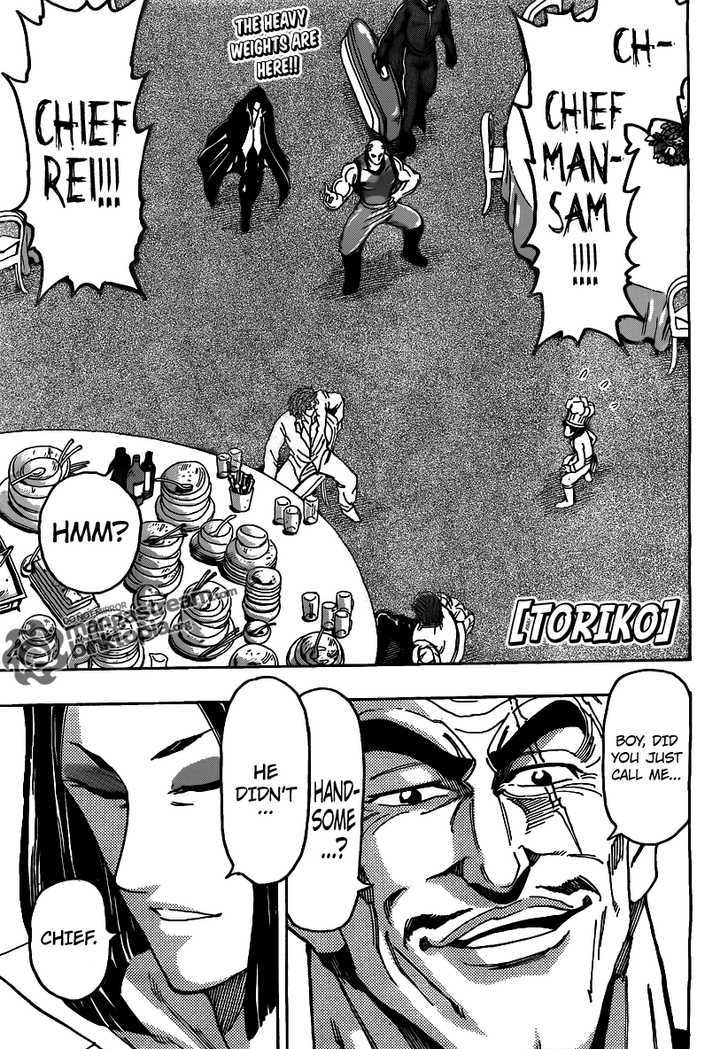 CH-
CHIEF
MAN-
SAM
!!!!
THE HEAVY
WEIGHTS ARE
HERE!!
CHIEF
REI!!!!
HMM?
[TORIKO]
BOY, DID
YOU JUST
CALL ME...
HAND-
SOME
...?
HE
DIDN'T
...
CHIEF.